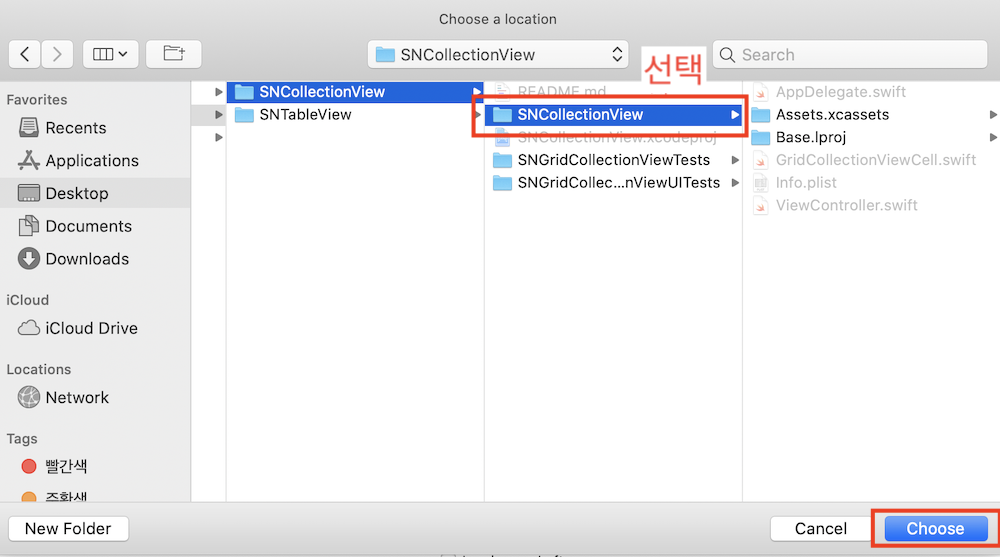 Choose a location
SNCollectionView
선택
Search
Favorites
Recents
Applications
Desktop
Documents
Downloads
iCloud
iCloud Drive
Locations
Network
Tags
빨간색
주황색
SNCollectionView
SNTableView
README.md
SNCollectionView
SNCollectionView.xcodeproj
SNGridCollectionViewTests
SNGridCollec...nViewUITests
AppDelegate.swift
Assets.xcassets
Base.lproj
GridCollectionViewCell.swift
Info.plist
ViewController.swift
New Folder
Cancel
Choose